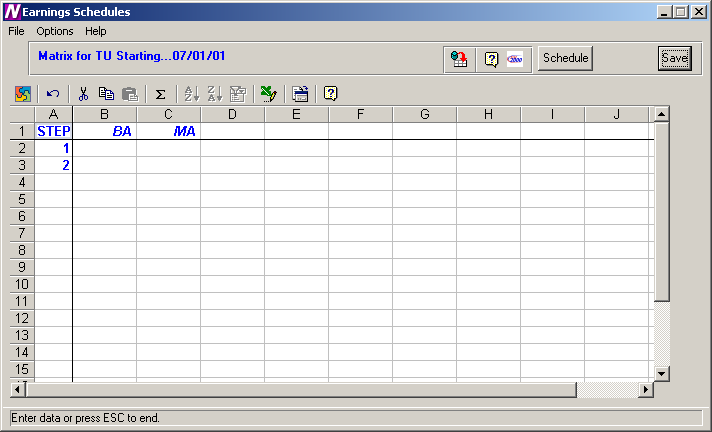 Earnings Schedules
File Options Help
Matrix for TU Starting...07/01/01
Schedule
Save
A B C D E F G H I J
1 STEP BA MA
2 1
3 2
4
5
6
7
8
9
10
11
12
13
14
15
Enter data or press ESC to end.